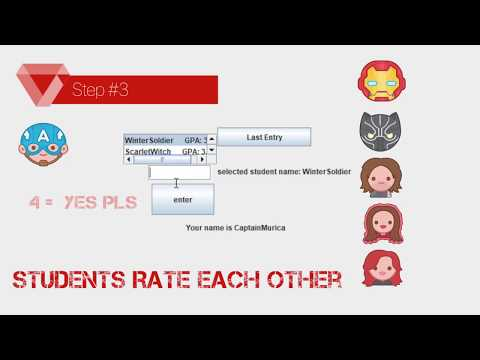 Step #3
WinterSoldier GPA: 3.
ScarletWitch GPA: 3.
Last Entry
selected student name: WinterSoldier
4 = YES PLS
enter
Your name is CaptainMurica
STUDENTS RATE EACH OTHER